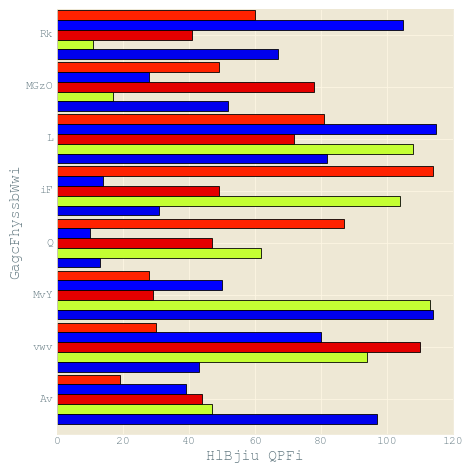 Rk
MGzO
L
iF
Q
MvY
vwv
Av
GagcFhyssbWwi
0 20 40 60 80 100 120
HlBjiu QPFi